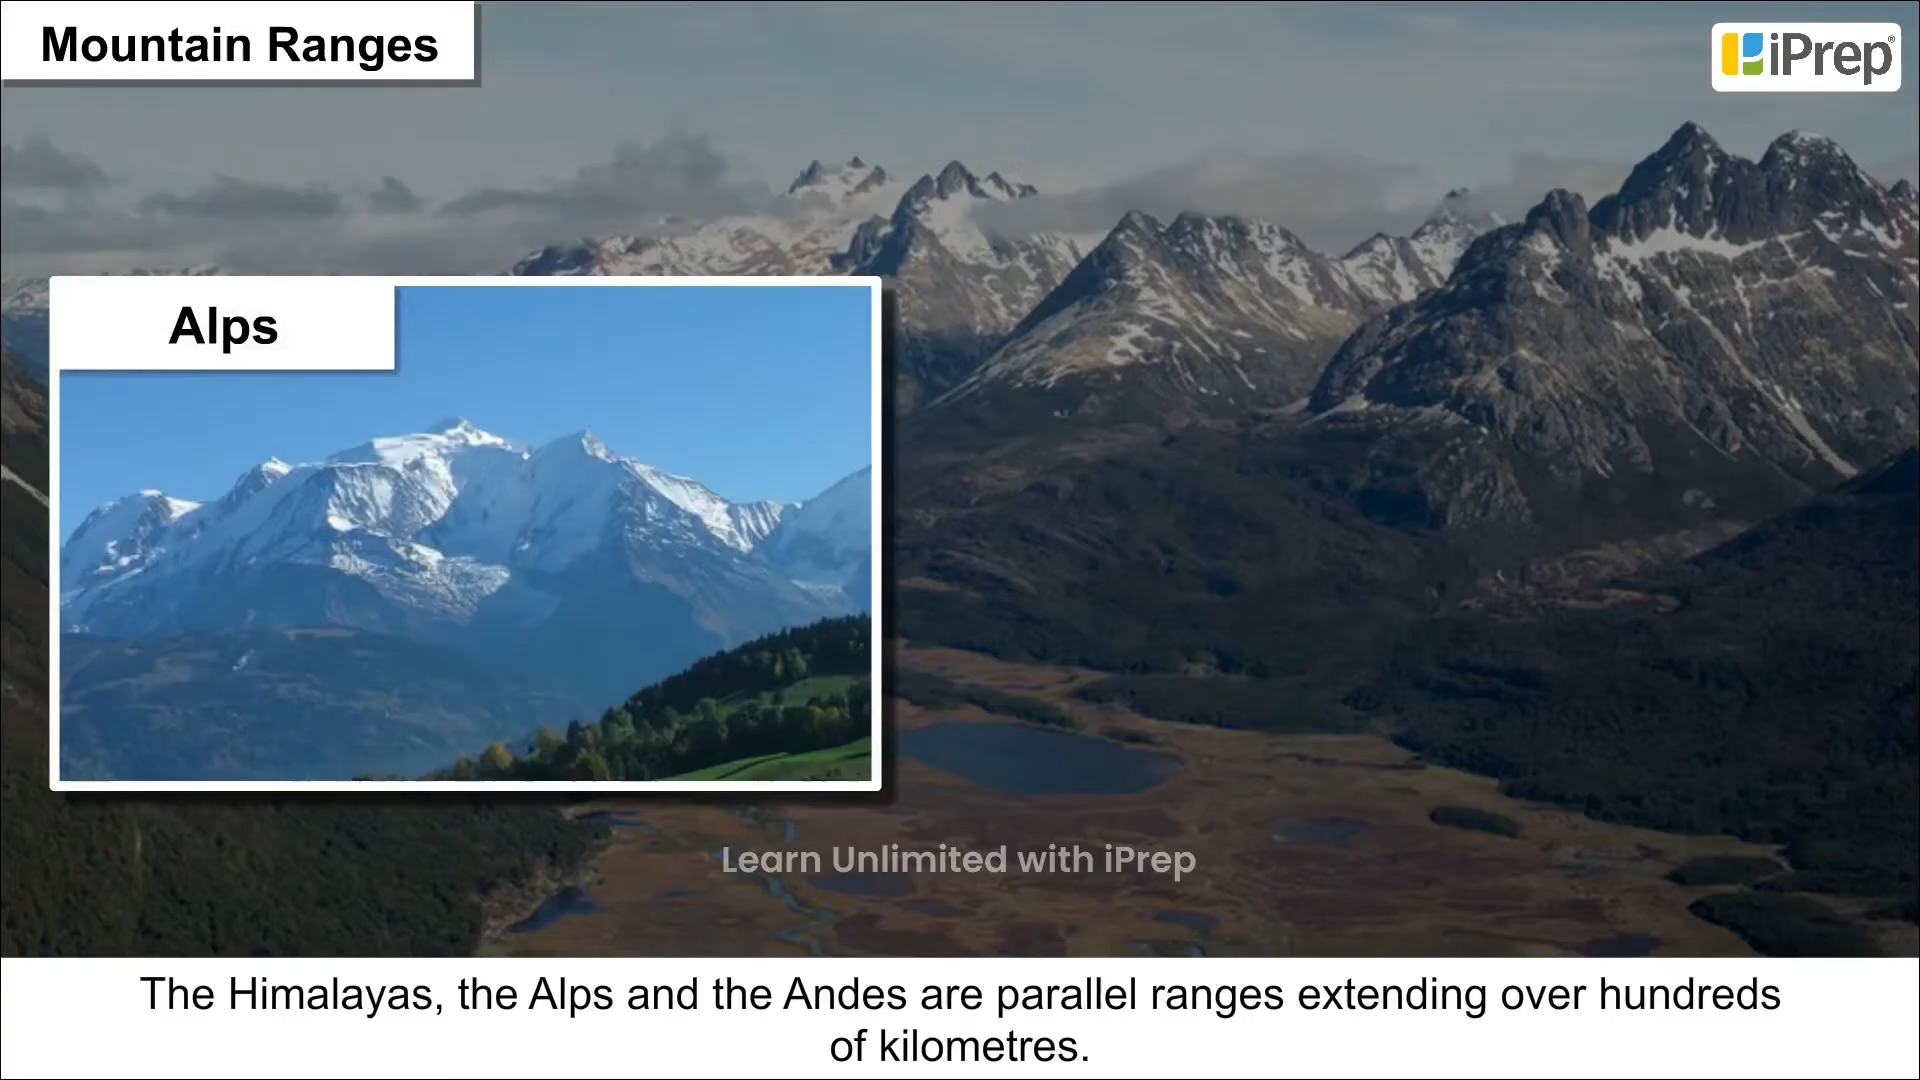 Mountain Ranges
iPrep®
Alps
Learn Unlimited with iPrep
The Himalayas, the Alps and the Andes are parallel ranges extending over hundreds
of kilometres.